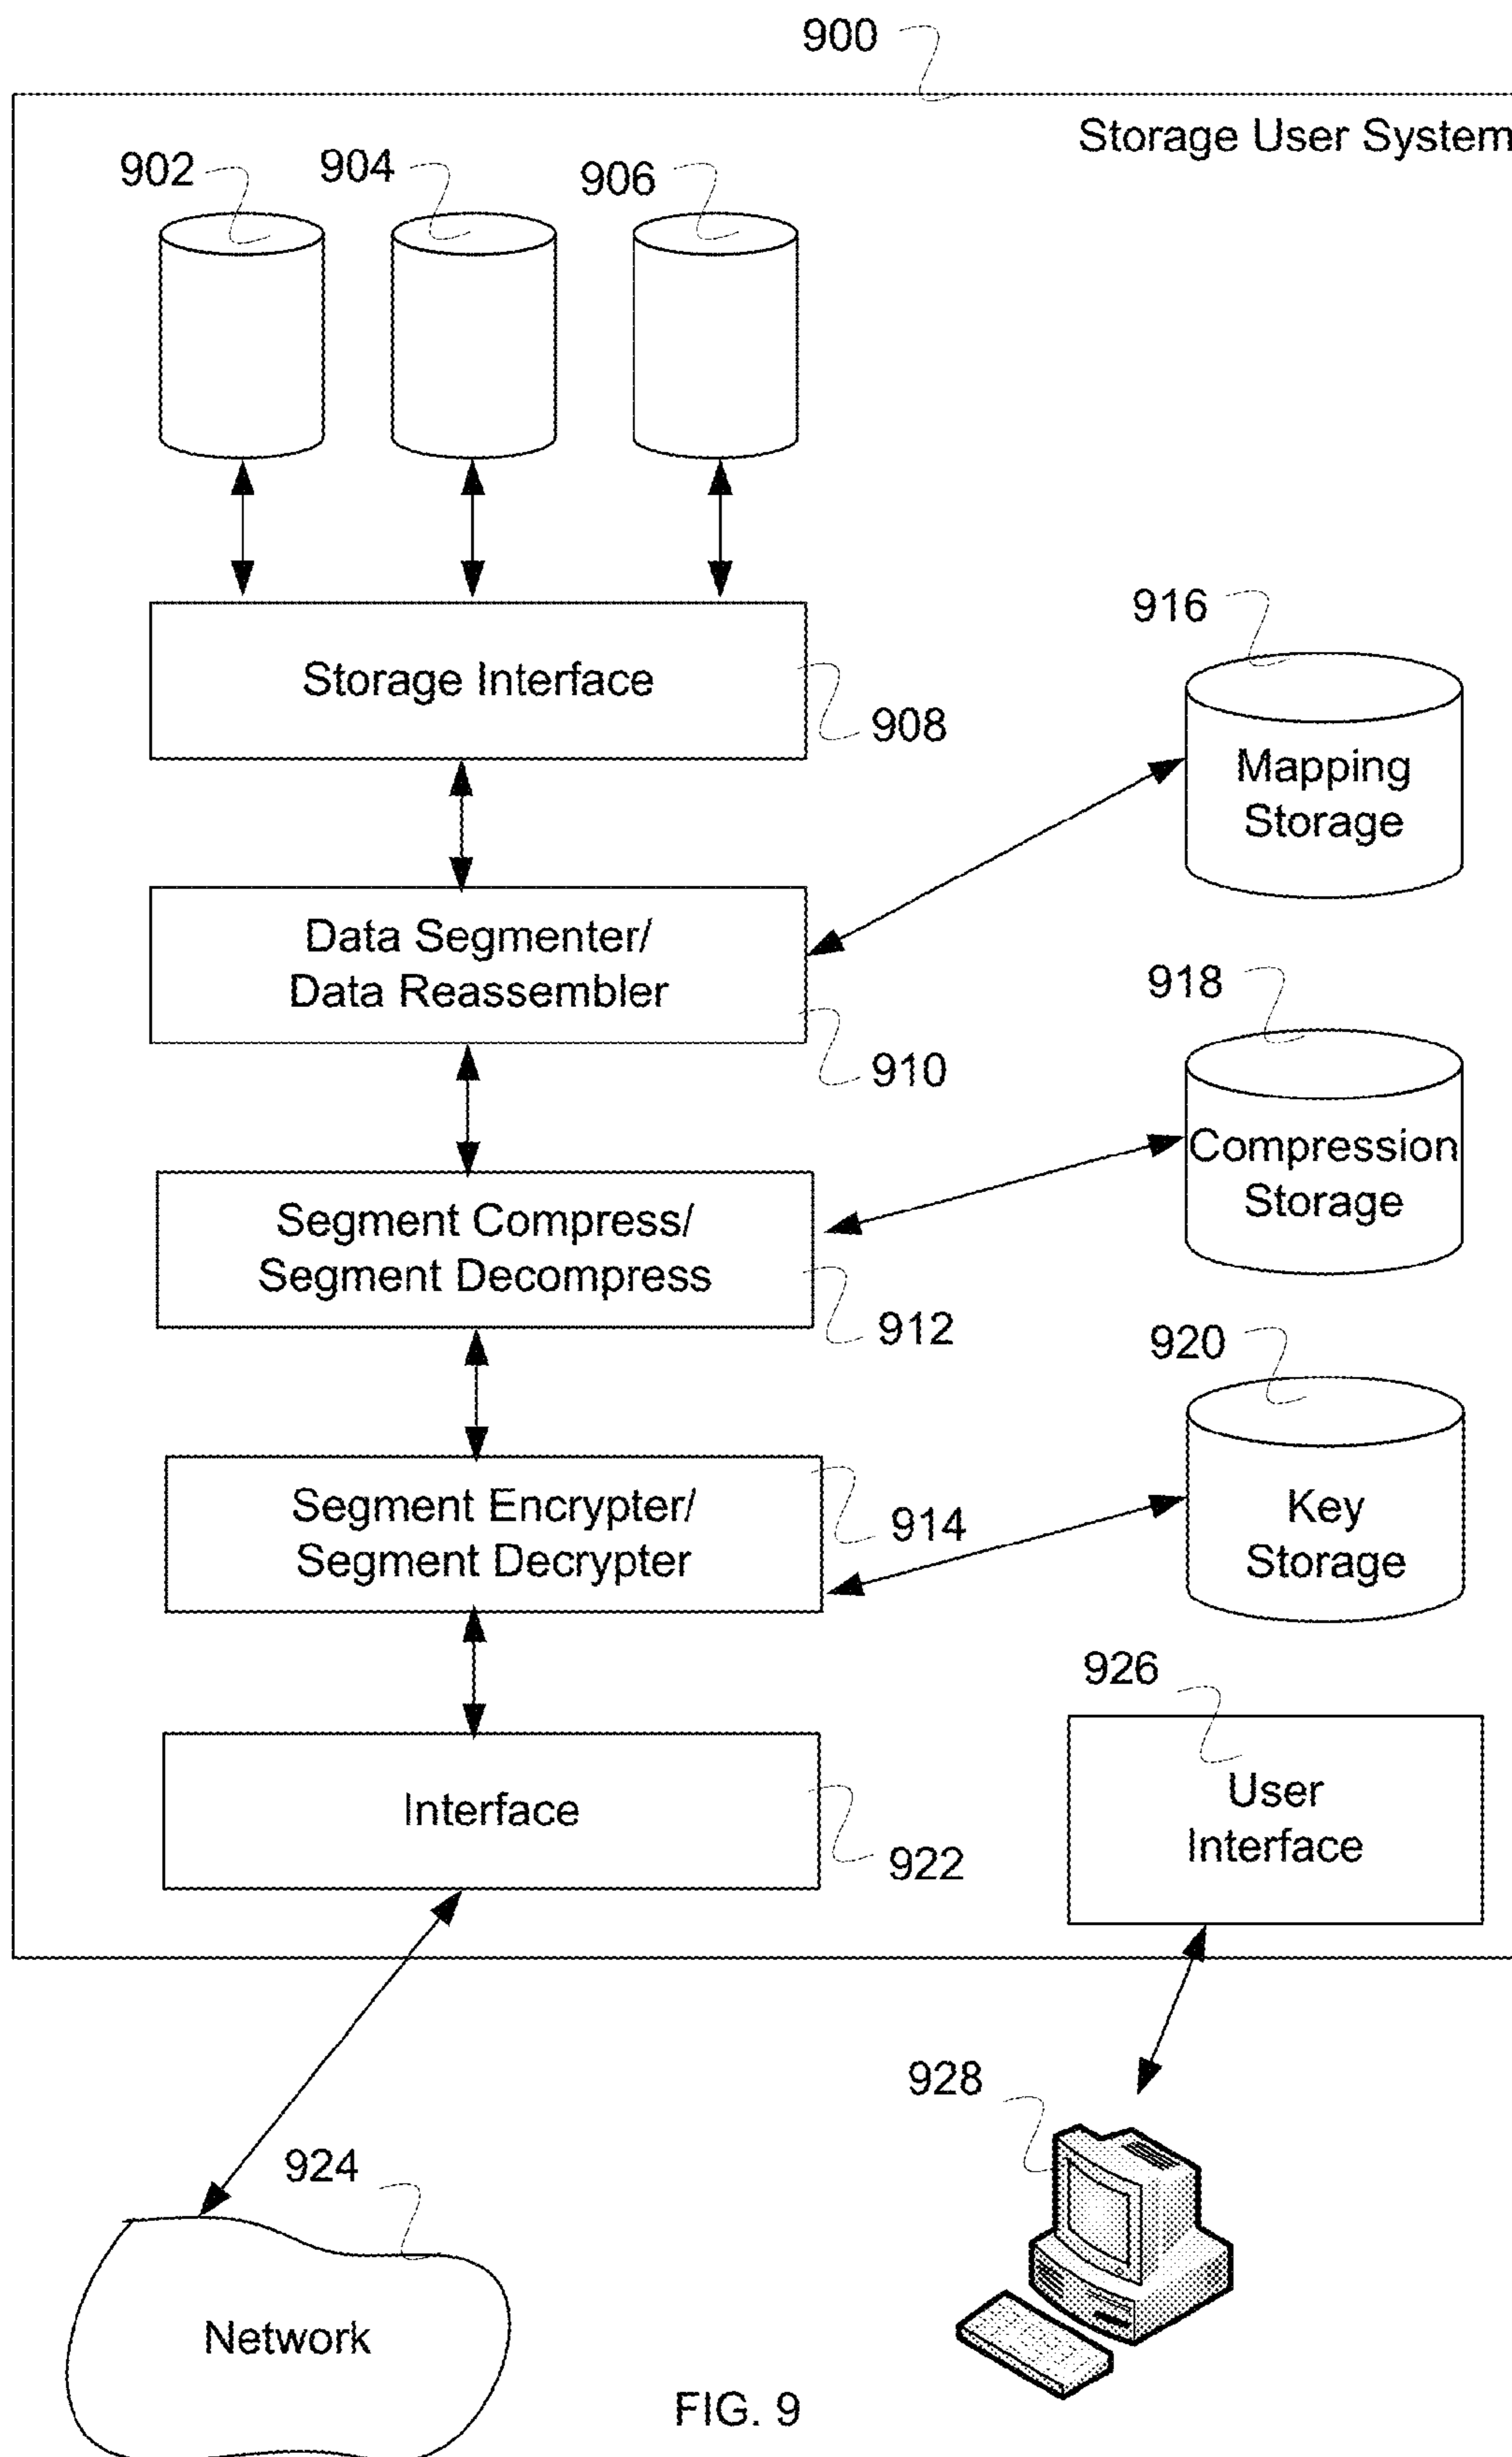 900
Storage User System
902
904
906
Storage Interface
908
916
Mapping
Storage
Data Segmenter/
Data Reassembler
910
918
Compression
Storage
Segment Compress/
Segment Decompress
912
920
Key
Storage
Segment Encrypter/
Segment Decrypter
914
926
User
Interface
Interface
922
928
924
Network
FIG. 9